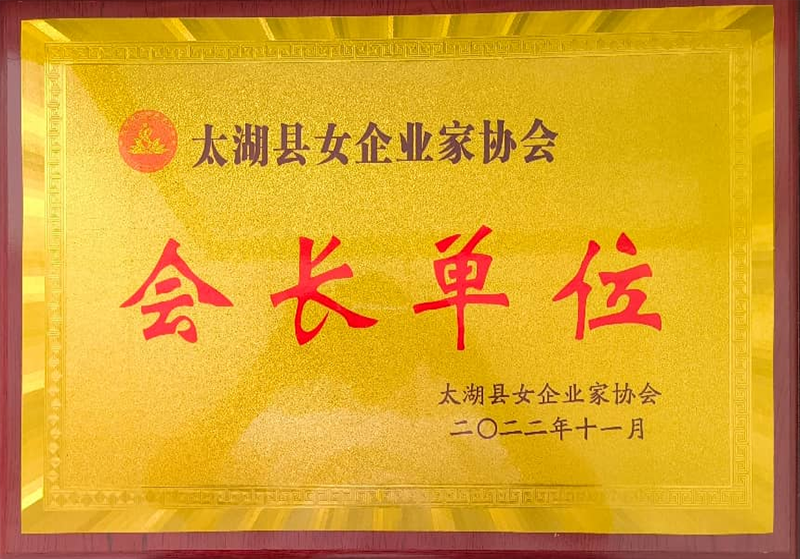 太湖县女企业家协会
会长单位
太湖县女企业家协会
二〇二二年十一月